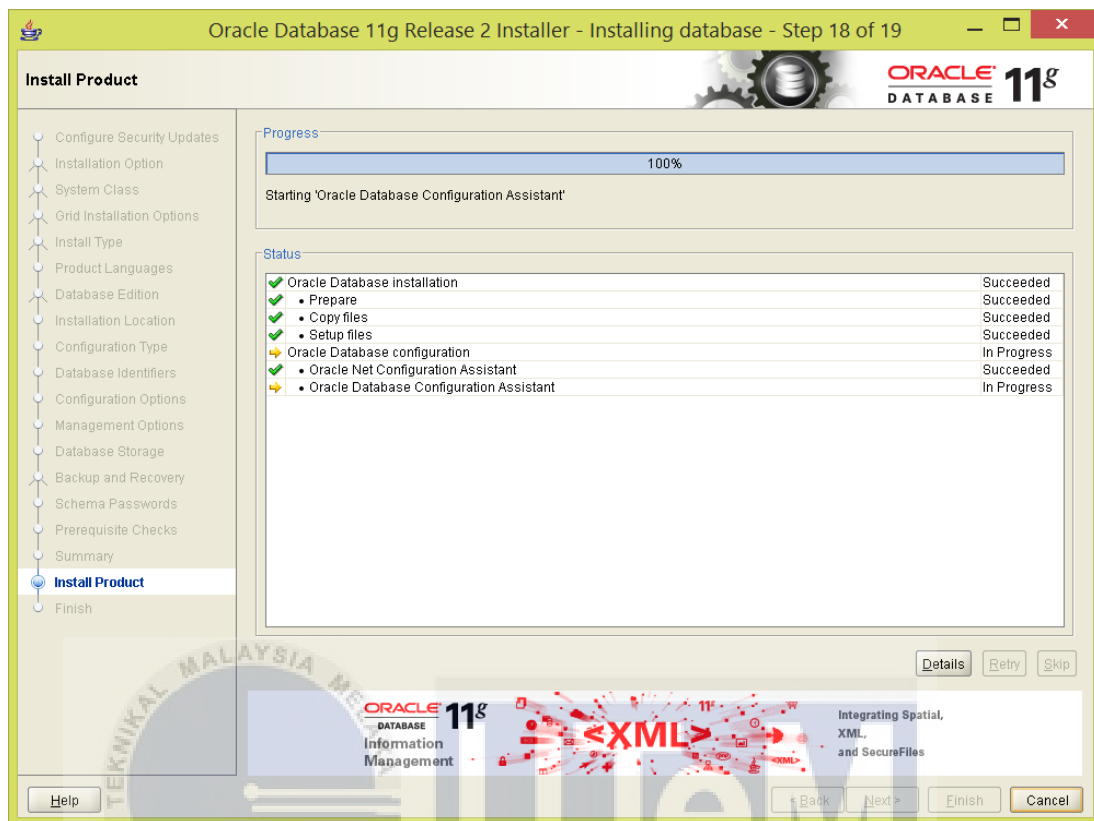 Oracle Database 11g Release 2 Installer - Installing database - Step 18 of 19
Install Product
ORACLE DATABASE 11g
Configure Security Updates
Installation Option
System Class
Grid Installation Options
Install Type
Product Languages
Database Edition
Installation Location
Configuration Type
Database Identifiers
Configuration Options
Management Options
Database Storage
Backup and Recovery
Schema Passwords
Prerequisite Checks
Summary
Install Product
Finish
Progress
100%
Starting 'Oracle Database Configuration Assistant'
Status
Oracle Database installation Succeeded
• Prepare Succeeded
• Copy files Succeeded
• Setup files Succeeded
Oracle Database configuration In Progress
• Oracle Net Configuration Assistant Succeeded
• Oracle Database Configuration Assistant In Progress
Details Retry Skip
TEKNIKAL MALAYSIA
ORACLE DATABASE 11g
Information
Management
<XML>
11g
<XML>
Integrating Spatial,
XML,
and SecureFiles
Help < Back Next > Finish Cancel